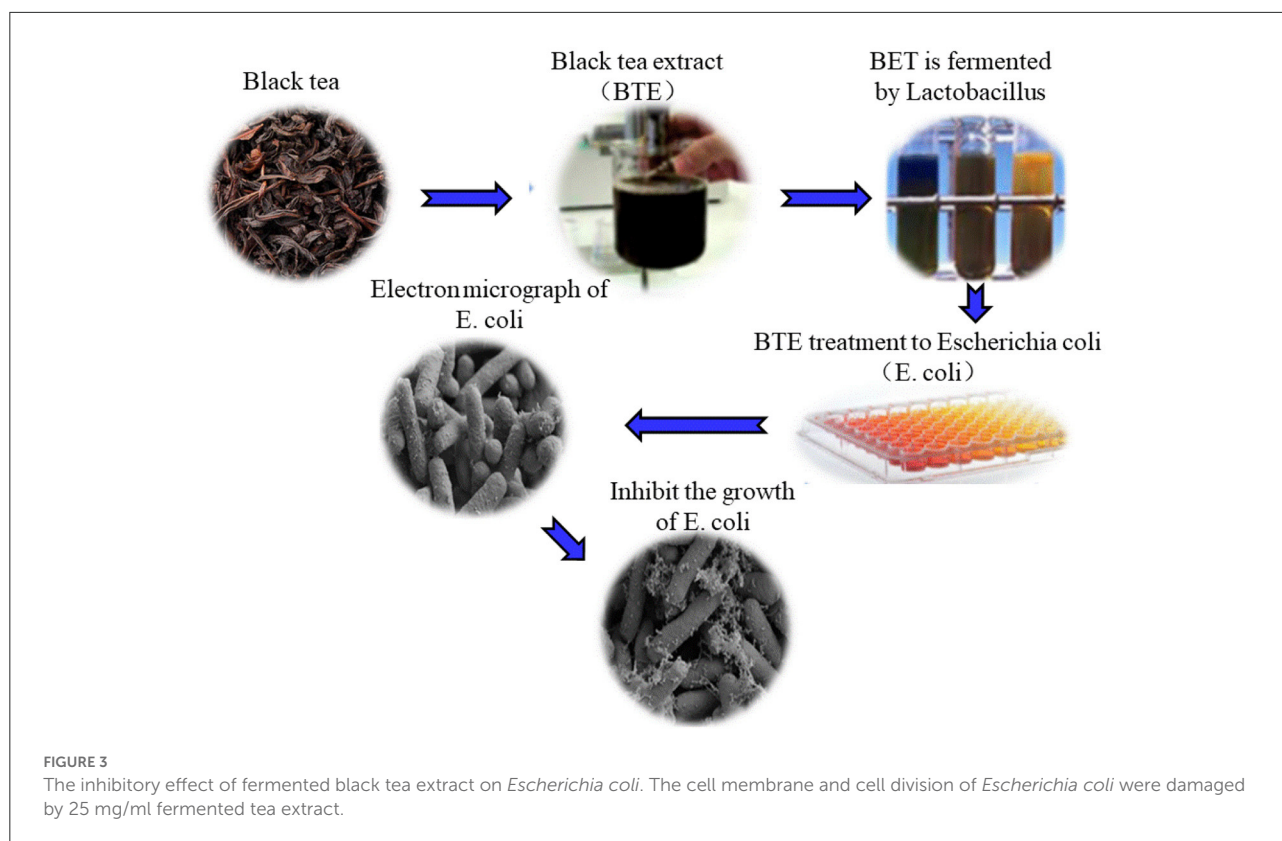 Black tea
Black tea extract
（BTE）
BET is fermented
by Lactobacillus
BTE treatment to Escherichia coli
（E. coli）
Electron micrograph of
E. coli
Inhibit the growth
of E. coli
FIGURE 3
The inhibitory effect of fermented black tea extract on Escherichia coli. The cell membrane and cell division of Escherichia coli were damaged
by 25 mg/ml fermented tea extract.